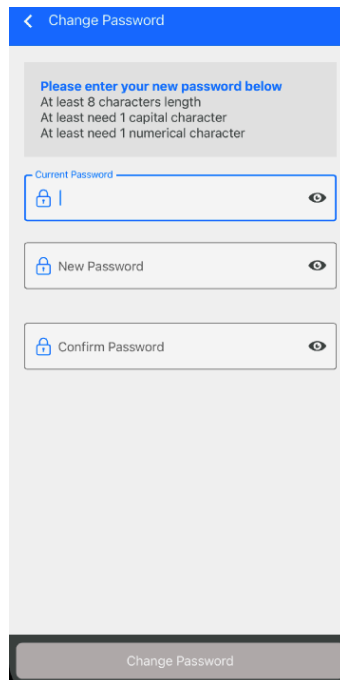 Change Password
Please enter your new password below
At least 8 characters length
At least need 1 capital character
At least need 1 numerical character
Current Password
New Password
Confirm Password
Change Password